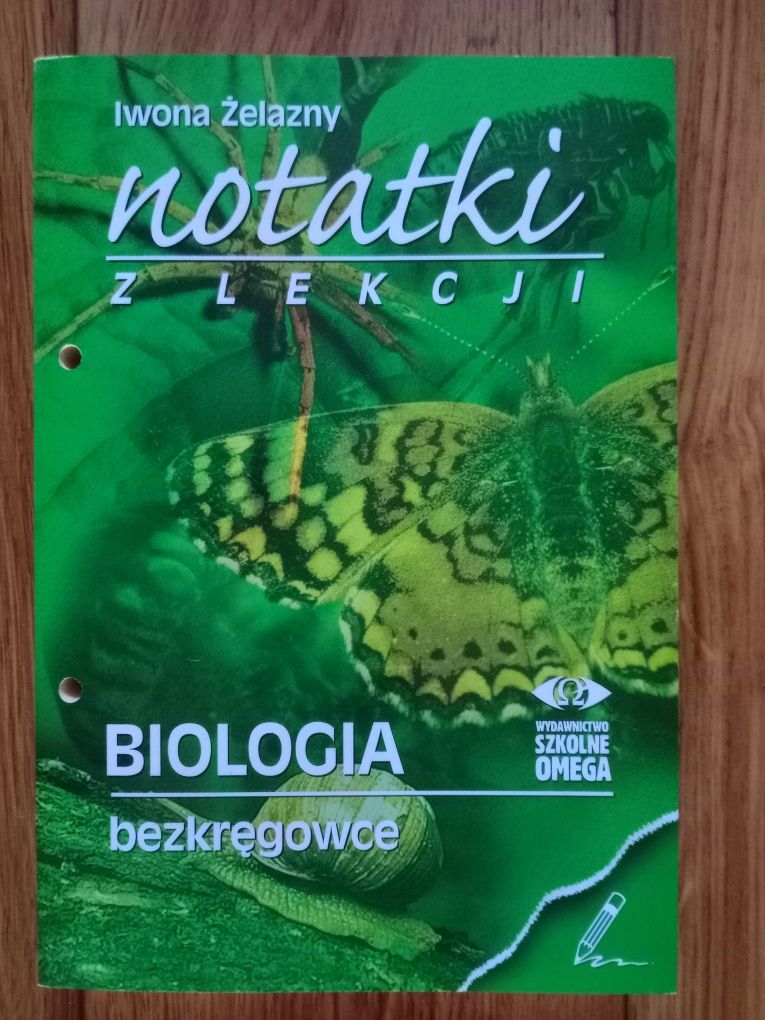 Iwona Żelazny
notatki
Z LEKCJI
Ω
WYDAWNICTWO
SZKOLNE
OMEGA
BIOLOGIA
bezkręgowce